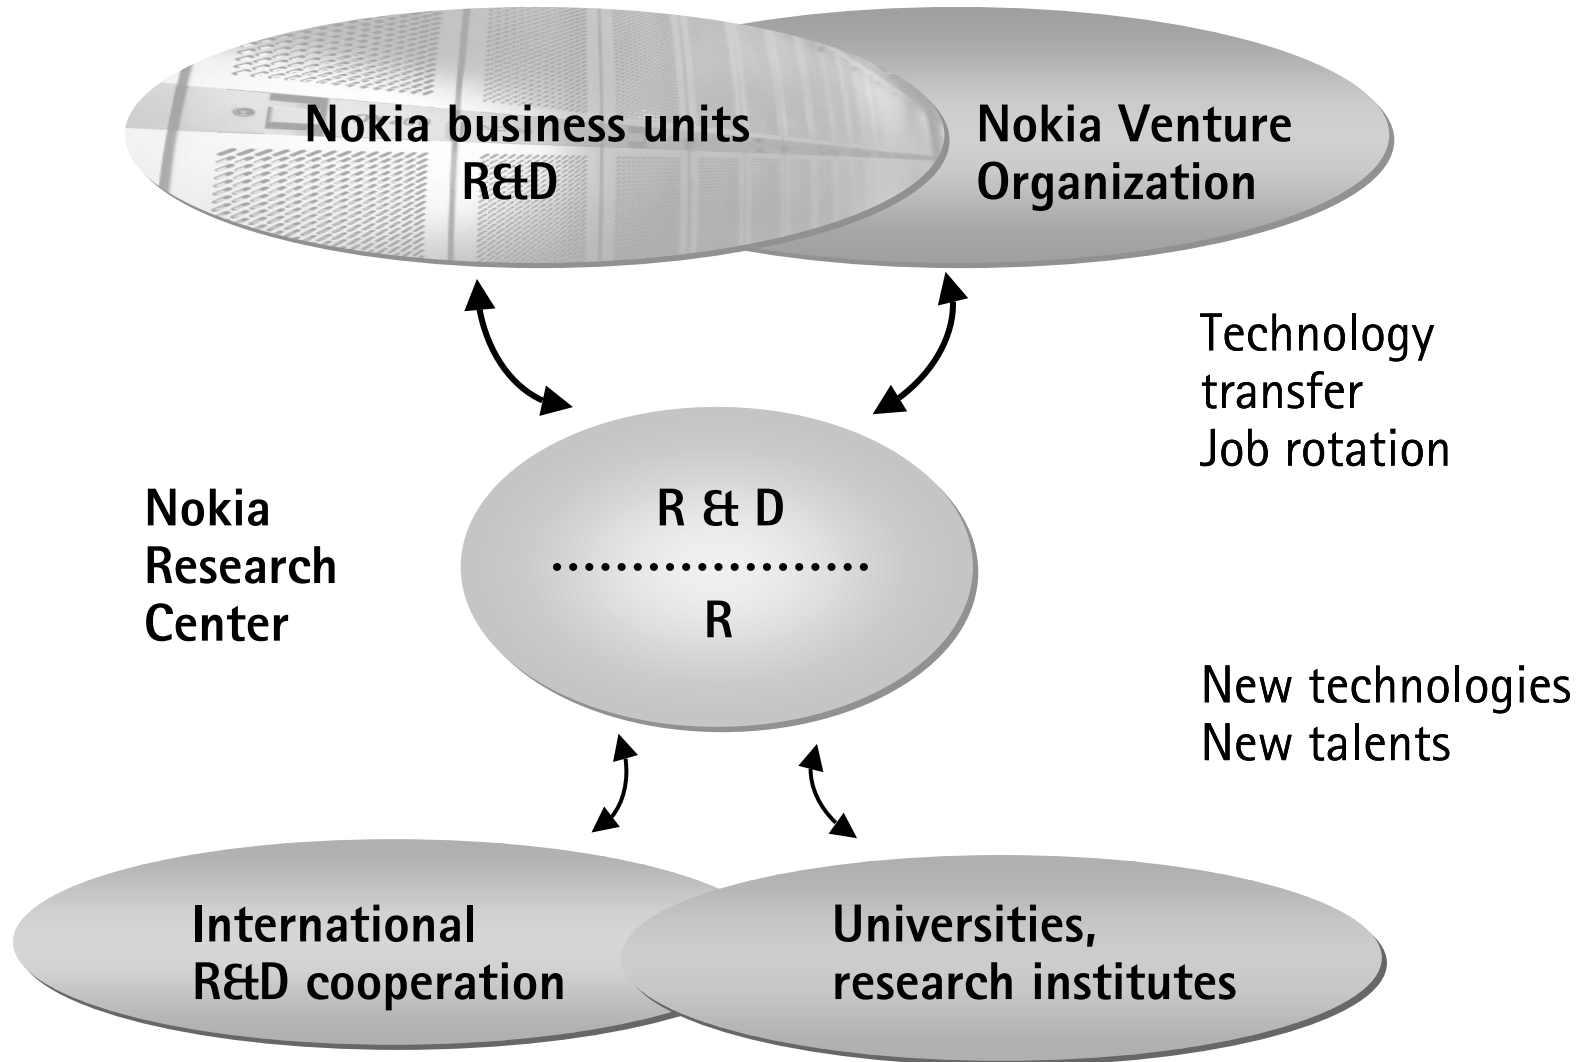 Nokia business units
R&D
Nokia Venture
Organization
Technology
transfer
Job rotation
Nokia
Research
Center
R & D
R
New technologies
New talents
International
R&D cooperation
Universities,
research institutes